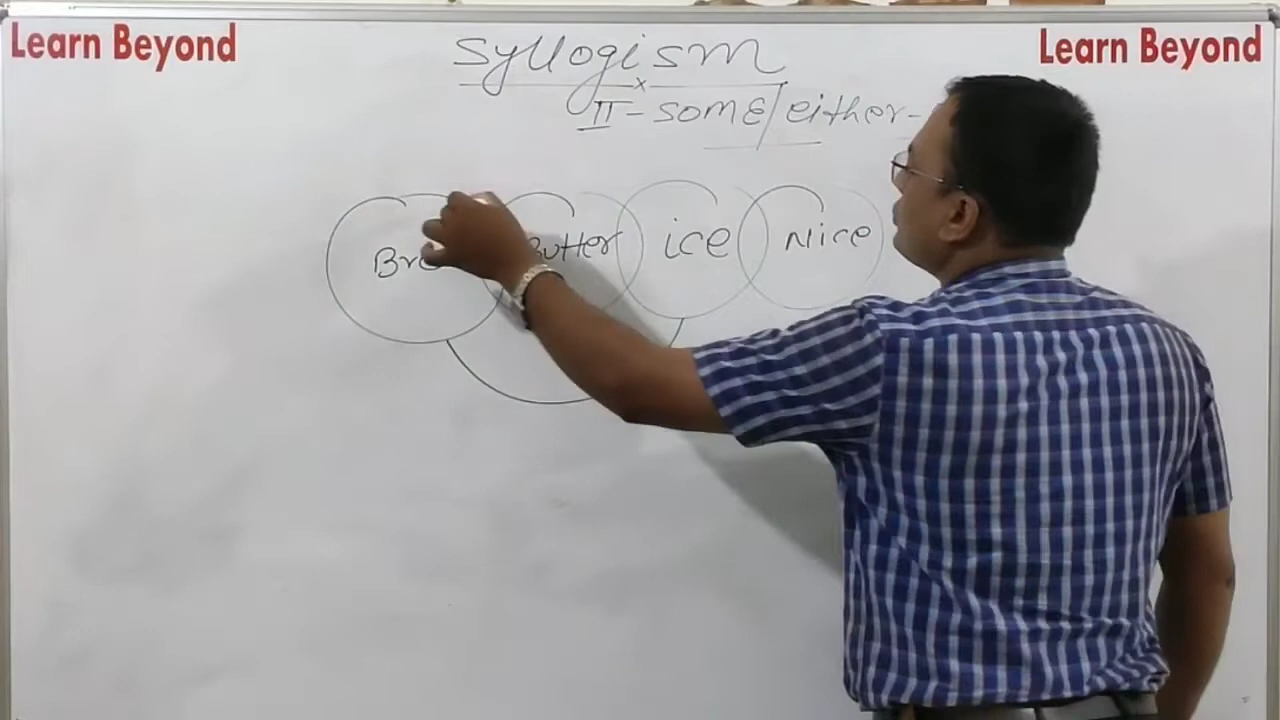 Learn Beyond
Learn Beyond
Syllogism
II - some/either-
Butter
ice
Nice